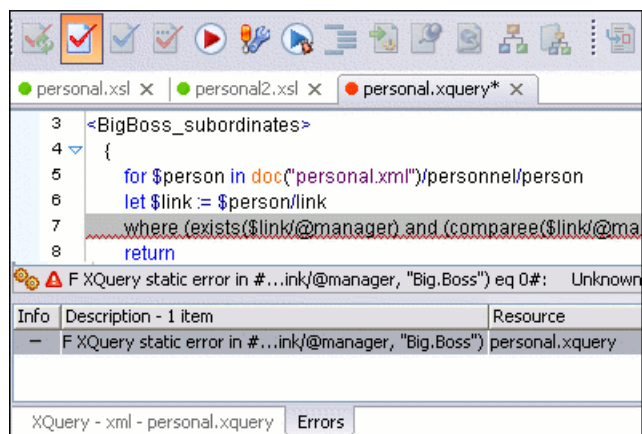 personal.xsl × personal2.xsl × personal.xquery* ×
3 <BigBoss_subordinates>
4 {
5 for $person in doc("personal.xml")/personnel/person
6 let $link := $person/link
7 where (exists($link/@manager) and (comparee($link/@ma
8 return
F XQuery static error in #...ink/@manager, "Big.Boss") eq 0#: Unknown
Info Description - 1 item Resource
– F XQuery static error in #...ink/@manager, "Big.Boss") personal.xquery
XQuery - xml - personal.xquery Errors